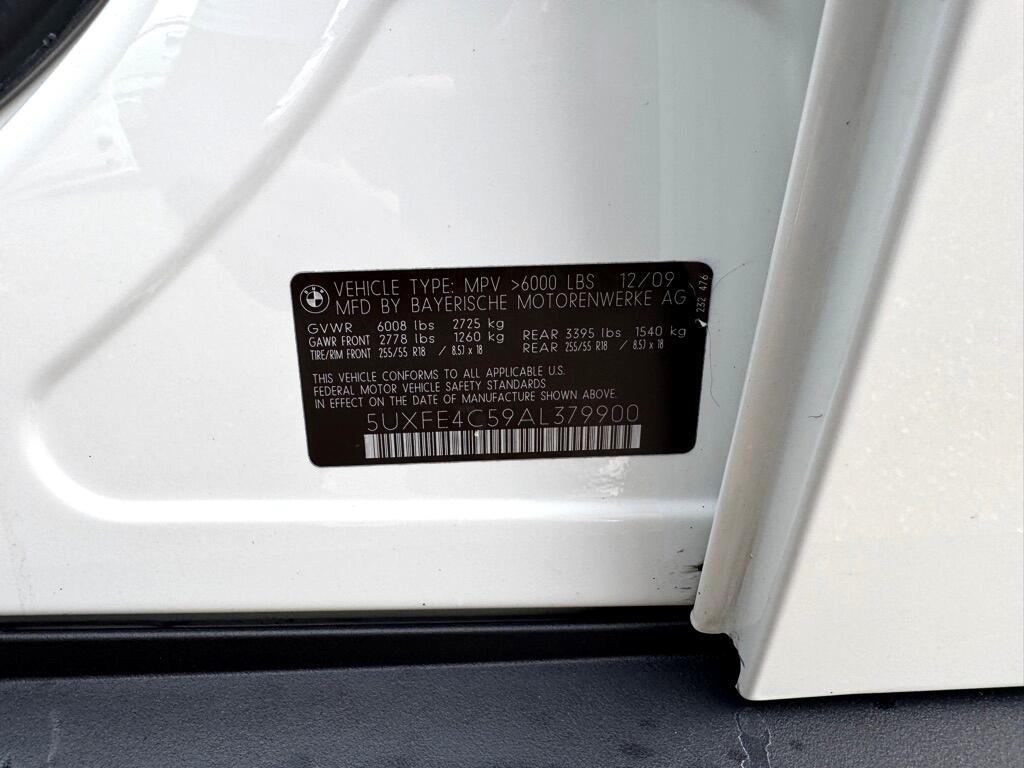 BMW
VEHICLE TYPE: MPV >6000 LBS 12/09
MFD BY BAYERISCHE MOTORENWERKE AG
GVWR 6008 lbs 2725 kg
GAWR FRONT 2778 lbs 1260 kg REAR 3395 lbs 1540 kg
TIRE/RIM FRONT 255/55 R18 / 8.5J x 18 REAR 255/55 R18 / 8.5J x 18
THIS VEHICLE CONFORMS TO ALL APPLICABLE U.S.
FEDERAL MOTOR VEHICLE SAFETY STANDARDS
IN EFFECT ON THE DATE OF MANUFACTURE SHOWN ABOVE.
5UXFE4C59AL379900
232 476